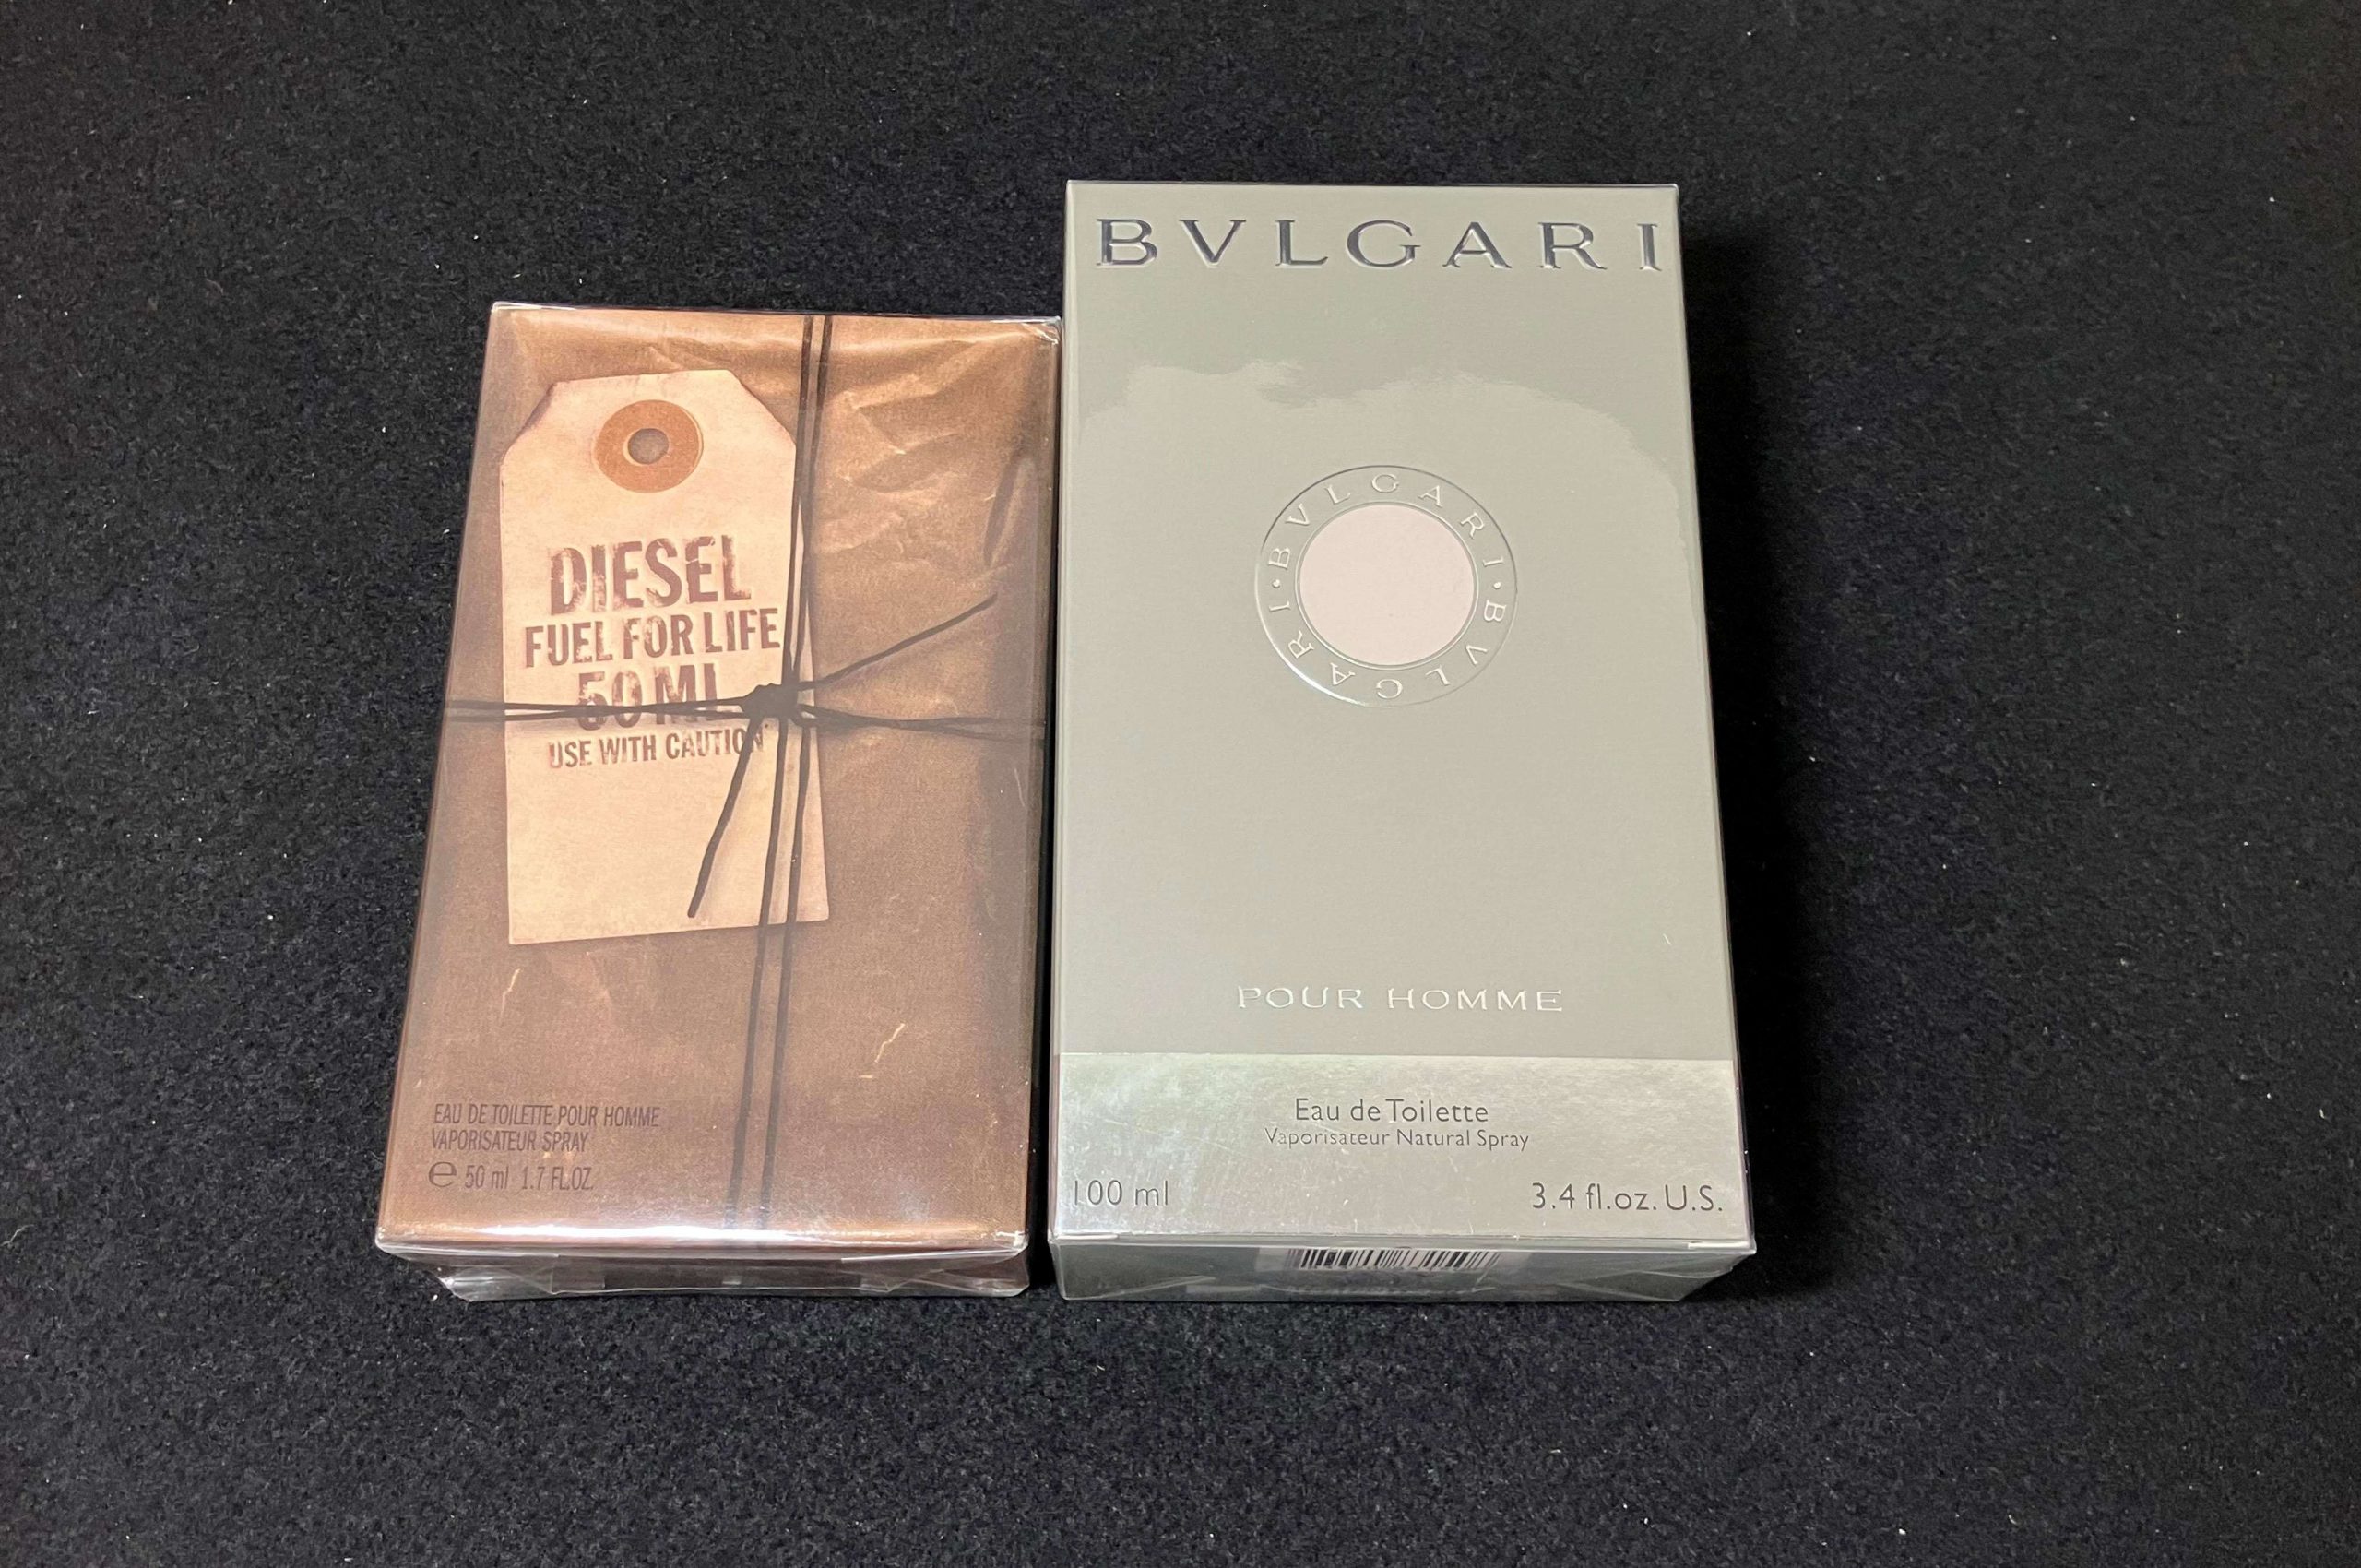 DIESEL
FUEL FOR LIFE
50 ML
USE WITH CAUTION
EAU DE TOILETTE POUR HOMME
VAPORISATEUR SPRAY
℮ 50 ml 1.7 FL.OZ.
BVLGARI
BVLGARI · BVLGARI ·
POUR HOMME
Eau de Toilette
Vaporisateur Natural Spray
100 ml 3.4 fl.oz. U.S.